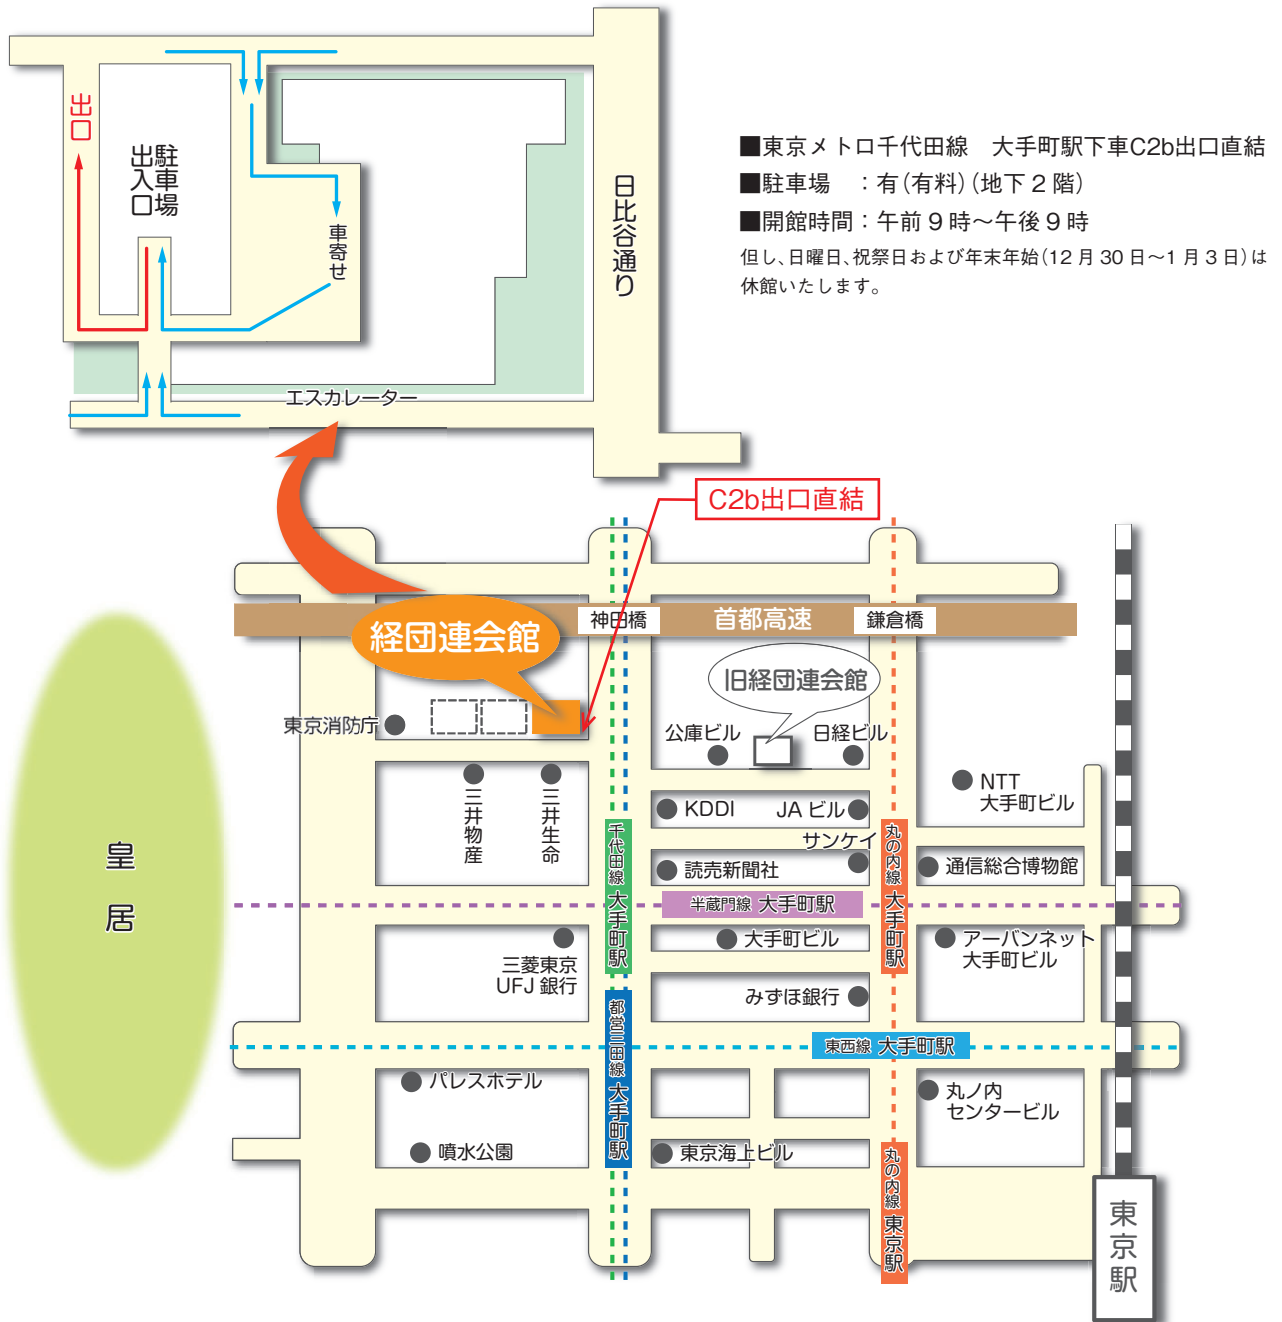 出口
駐車場
出入口
車寄せ
日比谷通り
エスカレーター
■東京メトロ千代田線　大手町駅下車C2b出口直結
■駐車場　：有(有料)(地下2階)
■開館時間：午前9時〜午後9時
但し、日曜日、祝祭日および年末年始(12月30日〜1月3日)は
休館いたします。
C2b出口直結
神田橋
首都高速
鎌倉橋
経団連会館
旧経団連会館
東京消防庁
公庫ビル
日経ビル
三井物産
三井生命
KDDI
JAビル
NTT
大手町ビル
サンケイ
読売新聞社
通信総合博物館
千代田線 大手町駅
丸の内線 大手町駅
半蔵門線 大手町駅
皇居
三菱東京
UFJ銀行
大手町ビル
アーバンネット
大手町ビル
みずほ銀行
都営三田線 大手町駅
東西線 大手町駅
パレスホテル
丸ノ内
センタービル
噴水公園
東京海上ビル
丸の内線 東京駅
東京駅